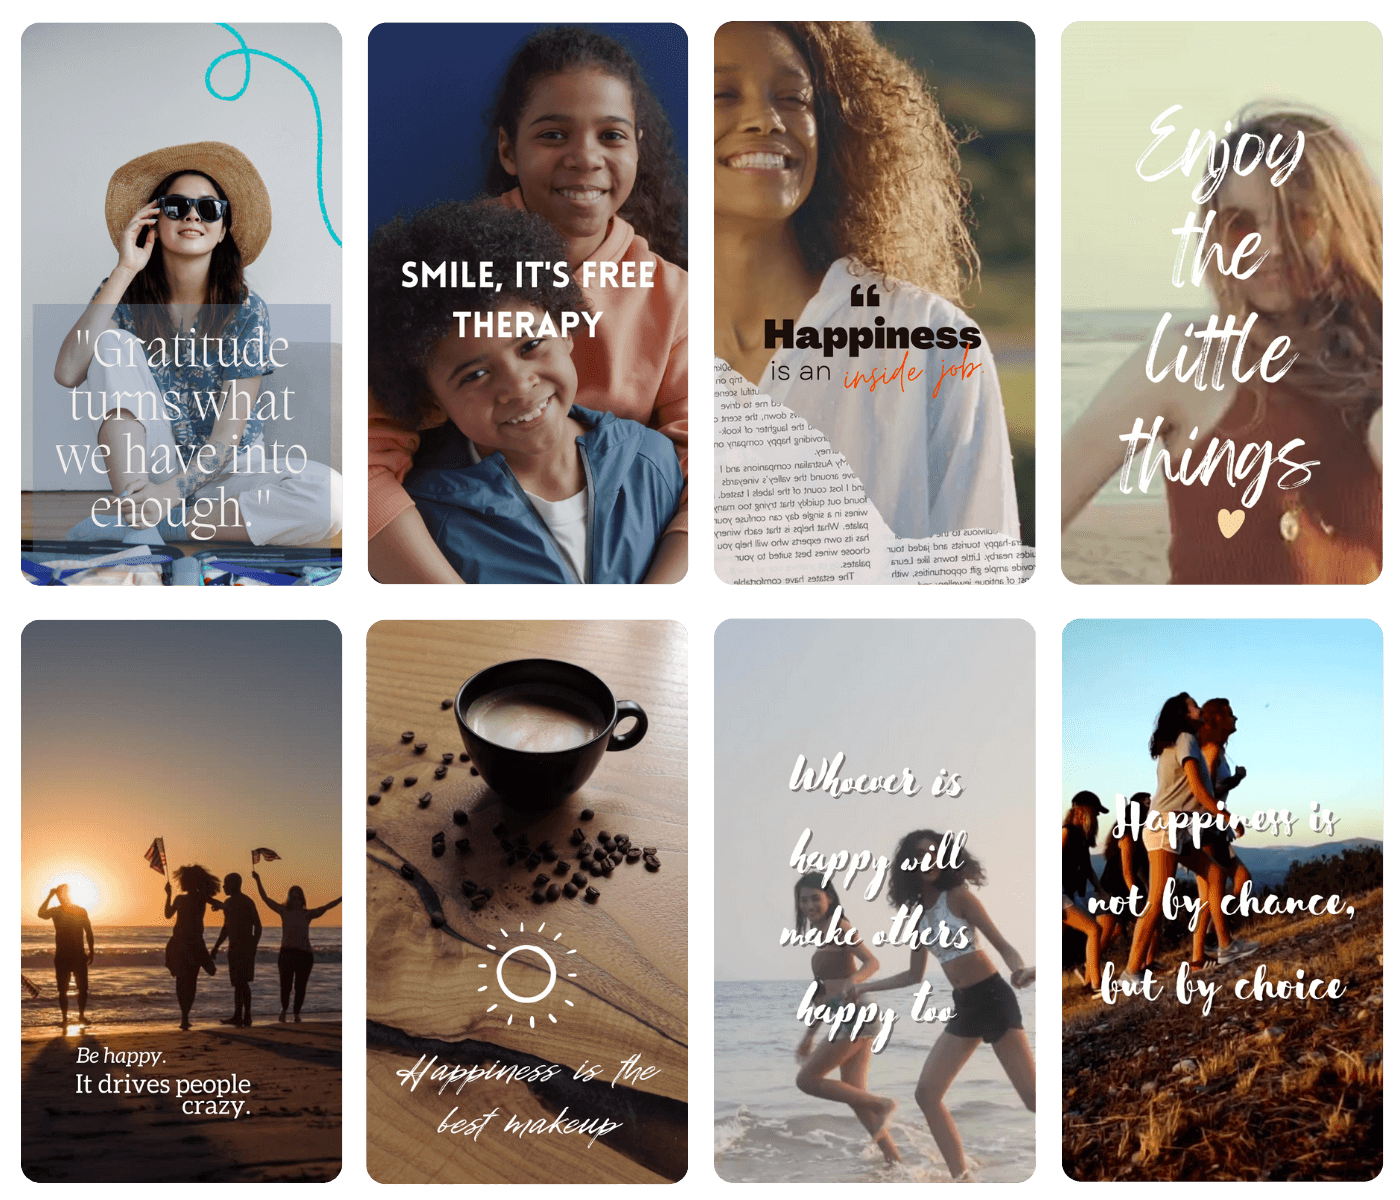 "Gratitude
turns what
we have into
enough."
SMILE, IT'S FREE
THERAPY
“
Happiness
is an inside job
Enjoy
the
little
things
Be happy.
It drives people
crazy.
Happiness is the
best makeup
Whoever is
happy will
make others
happy too
Happiness is
not by chance,
but by choice